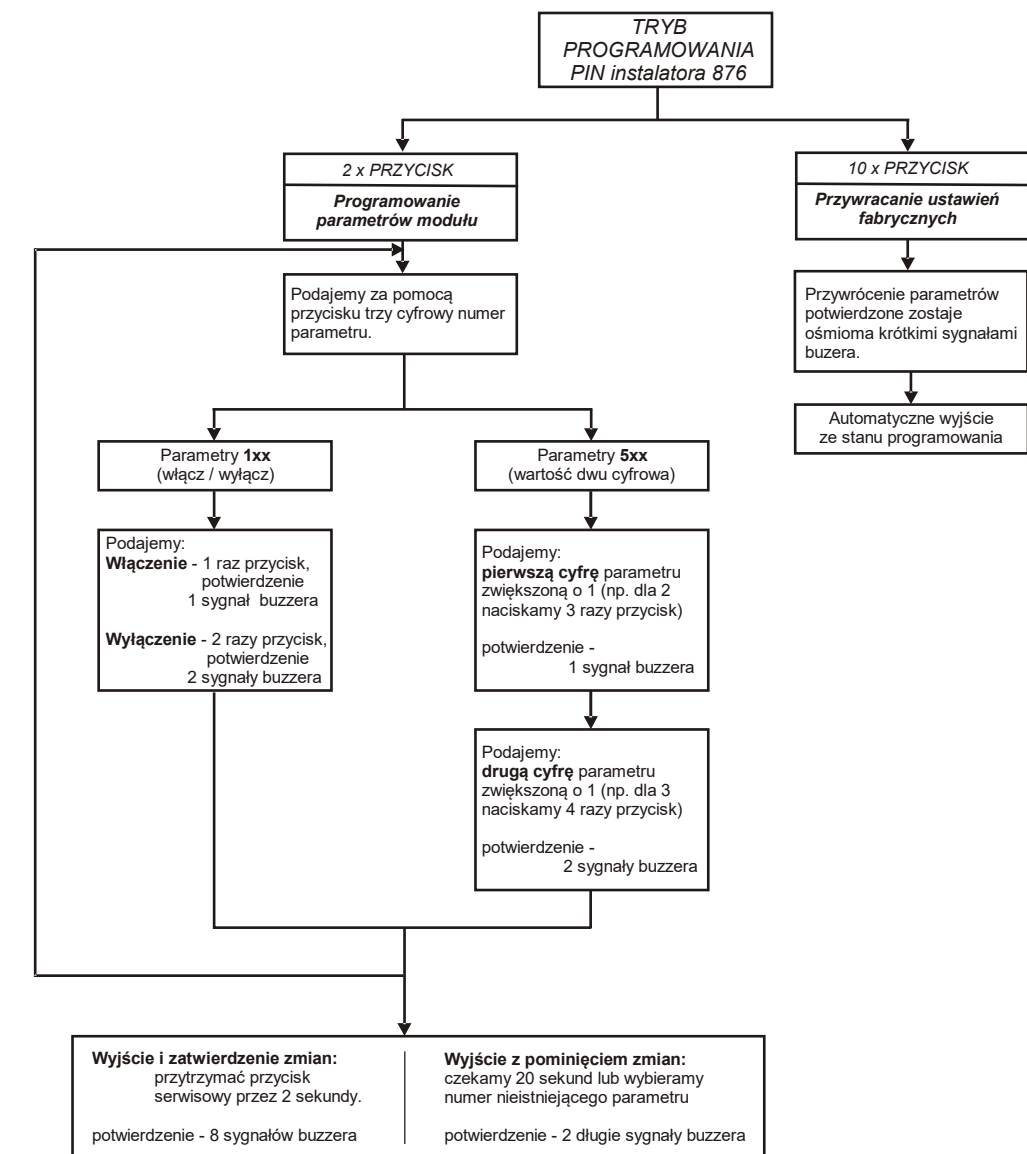 TRYB
PROGRAMOWANIA
PIN instalatora 876
2 x PRZYCISK
Programowanie
parametrów modułu
10 x PRZYCISK
Przywracanie ustawień
fabrycznych
Podajemy za pomocą
przycisku trzy cyfrowy numer
parametru.
Przywrócenie parametrów
potwierdzone zostaje
ośmioma krótkimi sygnałami
buzera.
Automatyczne wyjście
ze stanu programowania
Parametry 1xx
(włącz / wyłącz)
Parametry 5xx
(wartość dwu cyfrowa)
Podajemy:
Włączenie - 1 raz przycisk,
potwierdzenie
1 sygnał buzzera
Wyłączenie - 2 razy przycisk,
potwierdzenie
2 sygnały buzzera
Podajemy:
pierwszą cyfrę parametru
zwiększoną o 1 (np. dla 2
naciskamy 3 razy przycisk)
potwierdzenie -
1 sygnał buzzera
Podajemy:
drugą cyfrę parametru
zwiększoną o 1 (np. dla 3
naciskamy 4 razy przycisk)
potwierdzenie -
2 sygnały buzzera
Wyjście i zatwierdzenie zmian:
przytrzymać przycisk
serwisowy przez 2 sekundy.
potwierdzenie - 8 sygnałów buzzera
Wyjście z pominięciem zmian:
czekamy 20 sekund lub wybieramy
numer nieistniejącego parametru
potwierdzenie - 2 długie sygnały buzzera